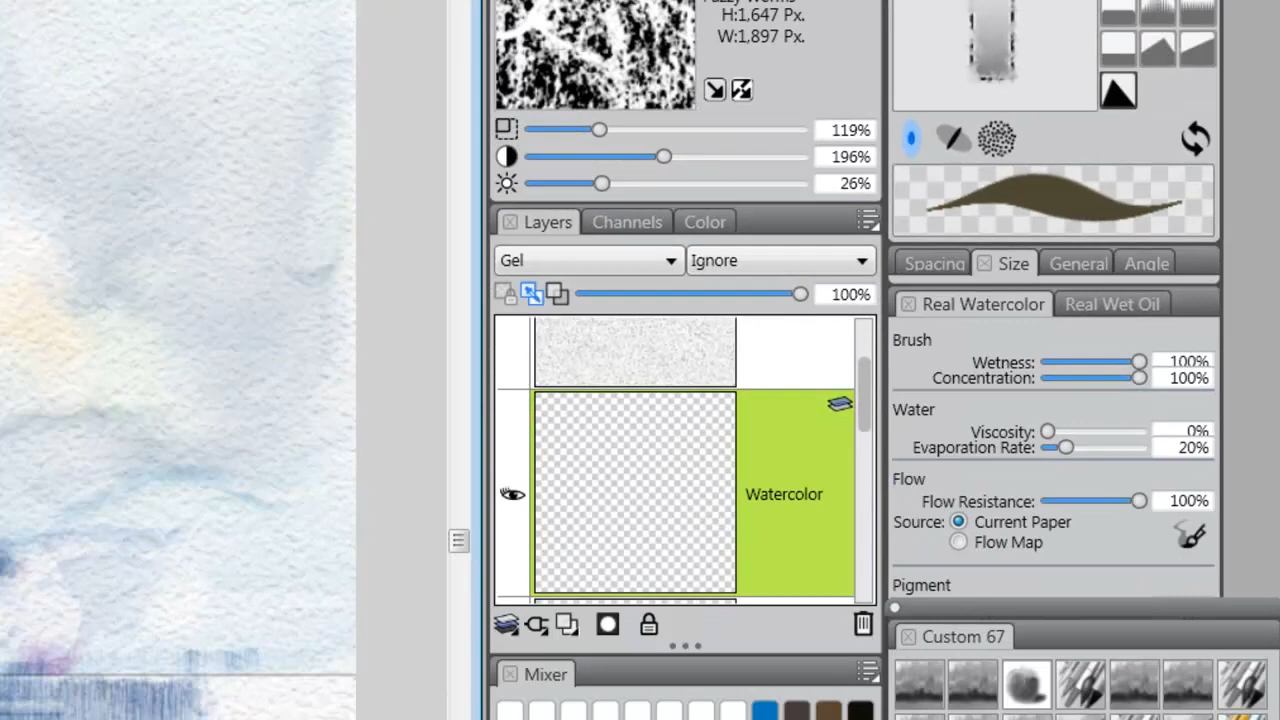 Fuzzy Worms
H:1,647 Px.
W:1,897 Px.
119%
196%
26%
Layers Channels Color
Gel Ignore
100%
Watercolor
Mixer
Spacing Size General Angle
Real Watercolor Real Wet Oil
Brush
Wetness: 100%
Concentration: 100%
Water
Viscosity: 0%
Evaporation Rate: 20%
Flow
Flow Resistance: 100%
Source: Current Paper
Flow Map
Pigment
Custom 67